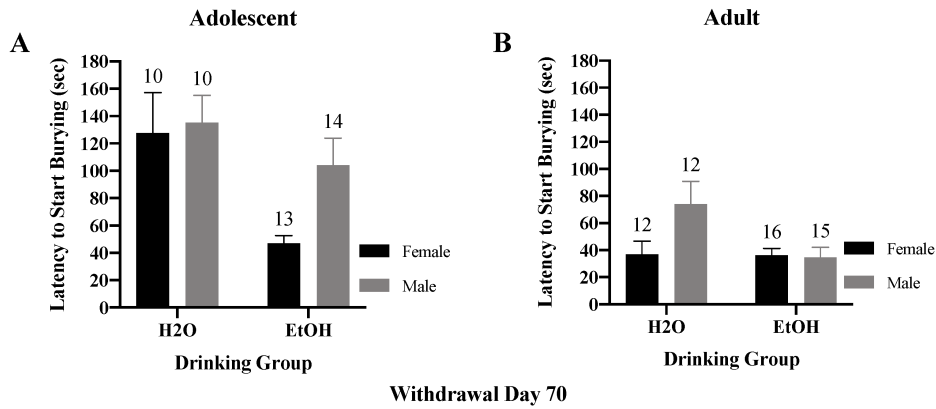 Adolescent
A
Latency to Start Burying (sec)
180
160
140
120
100
80
60
40
20
0
10
10
13
14
Female
Male
H2O
EtOH
Drinking Group
Adult
B
Latency to Start Burying (sec)
180
160
140
120
100
80
60
40
20
0
12
12
16
15
Female
Male
H2O
EtOH
Drinking Group
Withdrawal Day 70